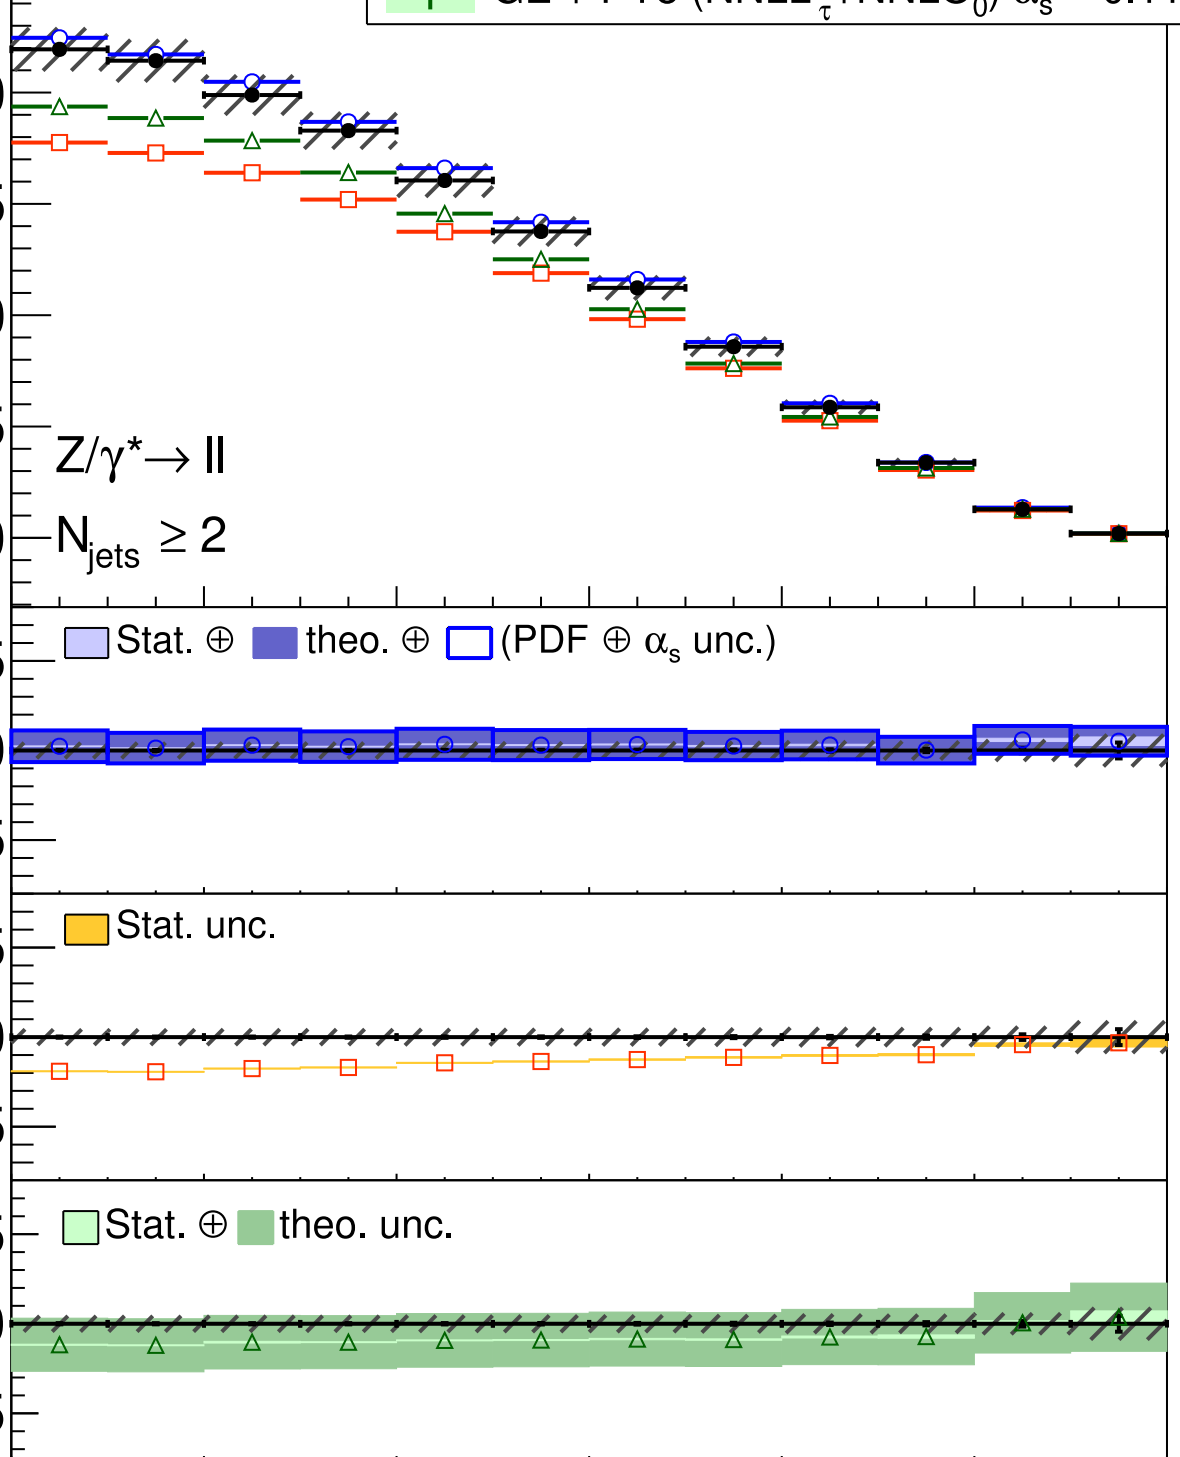 Z/γ*→ ll
N_jets ≥ 2
Stat. ⊕ theo. ⊕ (PDF ⊕ α_s unc.)
Stat. unc.
Stat. ⊕ theo. unc.